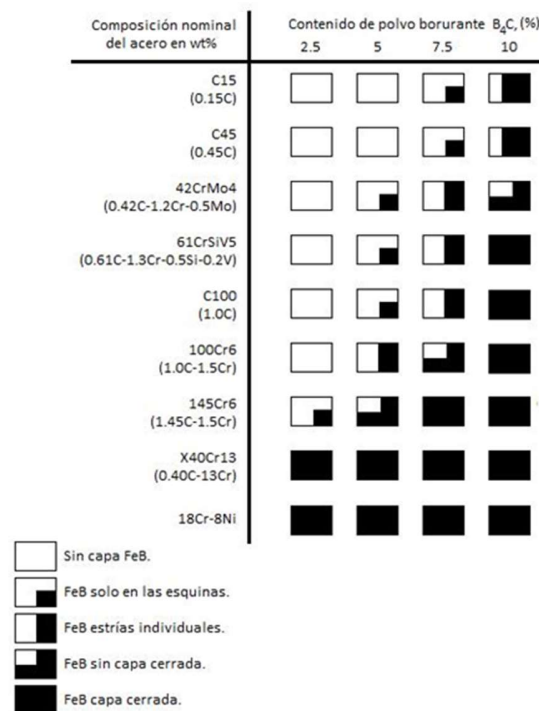 Composición nominal
del acero en wt%
Contenido de polvo borurante B₄C, (%)
2.5 5 7.5 10
C15
(0.15C)
C45
(0.45C)
42CrMo4
(0.42C-1.2Cr-0.5Mo)
61CrSiV5
(0.61C-1.3Cr-0.5Si-0.2V)
C100
(1.0C)
100Cr6
(1.0C-1.5Cr)
145Cr6
(1.45C-1.5Cr)
X40Cr13
(0.40C-13Cr)
18Cr-8Ni
Sin capa FeB.
FeB solo en las esquinas.
FeB estrías individuales.
FeB sin capa cerrada.
FeB capa cerrada.